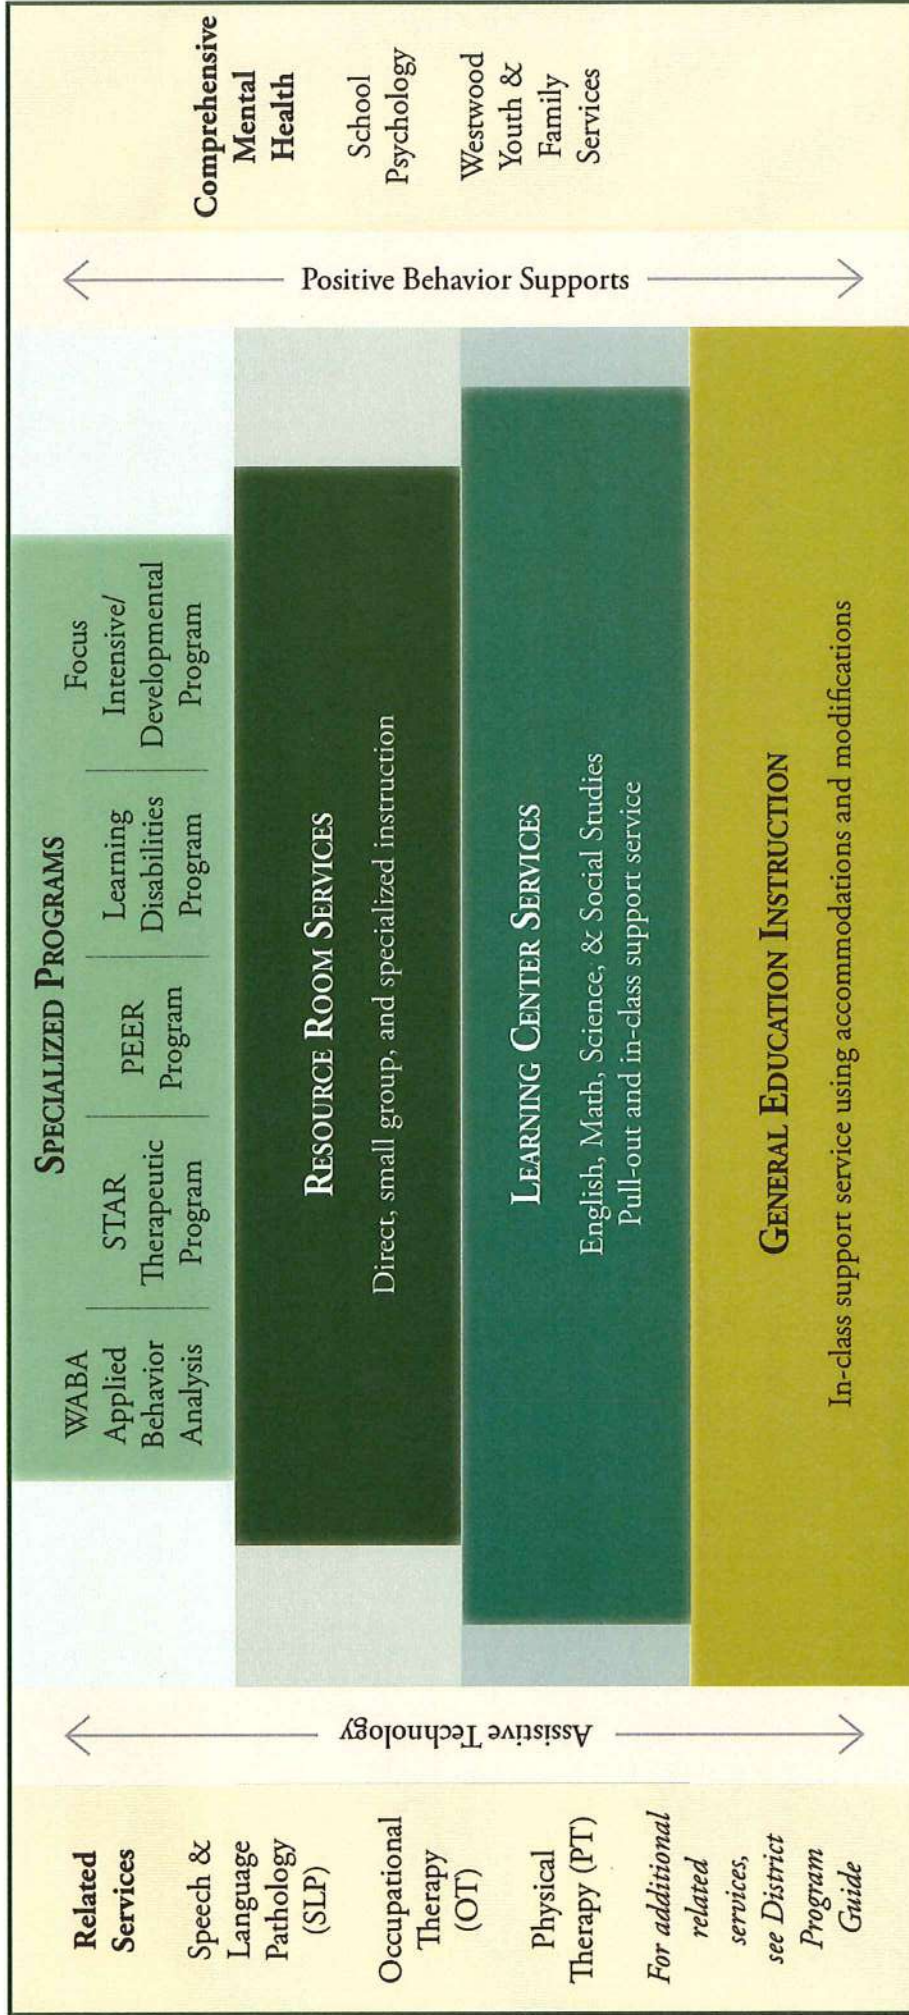 Related
Services
Speech &
Language
Pathology
(SLP)
Occupational
Therapy
(OT)
Physical
Therapy (PT)
For additional
related
services,
see District
Program
Guide
Assistive Technology
SPECIALIZED PROGRAMS
WABA
Applied
Behavior
Analysis
STAR
Therapeutic
Program
PEER
Program
Learning
Disabilities
Program
Focus
Intensive/
Developmental
Program
RESOURCE ROOM SERVICES
Direct, small group, and specialized instruction
LEARNING CENTER SERVICES
English, Math, Science, & Social Studies
Pull-out and in-class support service
GENERAL EDUCATION INSTRUCTION
In-class support service using accommodations and modifications
Positive Behavior Supports
Comprehensive
Mental
Health
School
Psychology
Westwood
Youth &
Family
Services